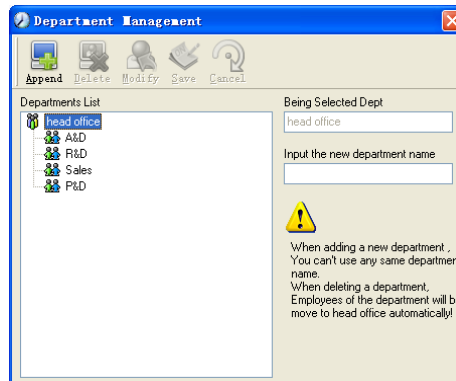 Department Management
Append Delete Modify Save Cancel
Departments List
Being Selected Dept
head office
head office
A&D
R&D
Sales
P&D
Input the new department name
When adding a new department ,
You can't use any same departmen
name.
When deleting a department,
Employees of the department will b
move to head office automatically!